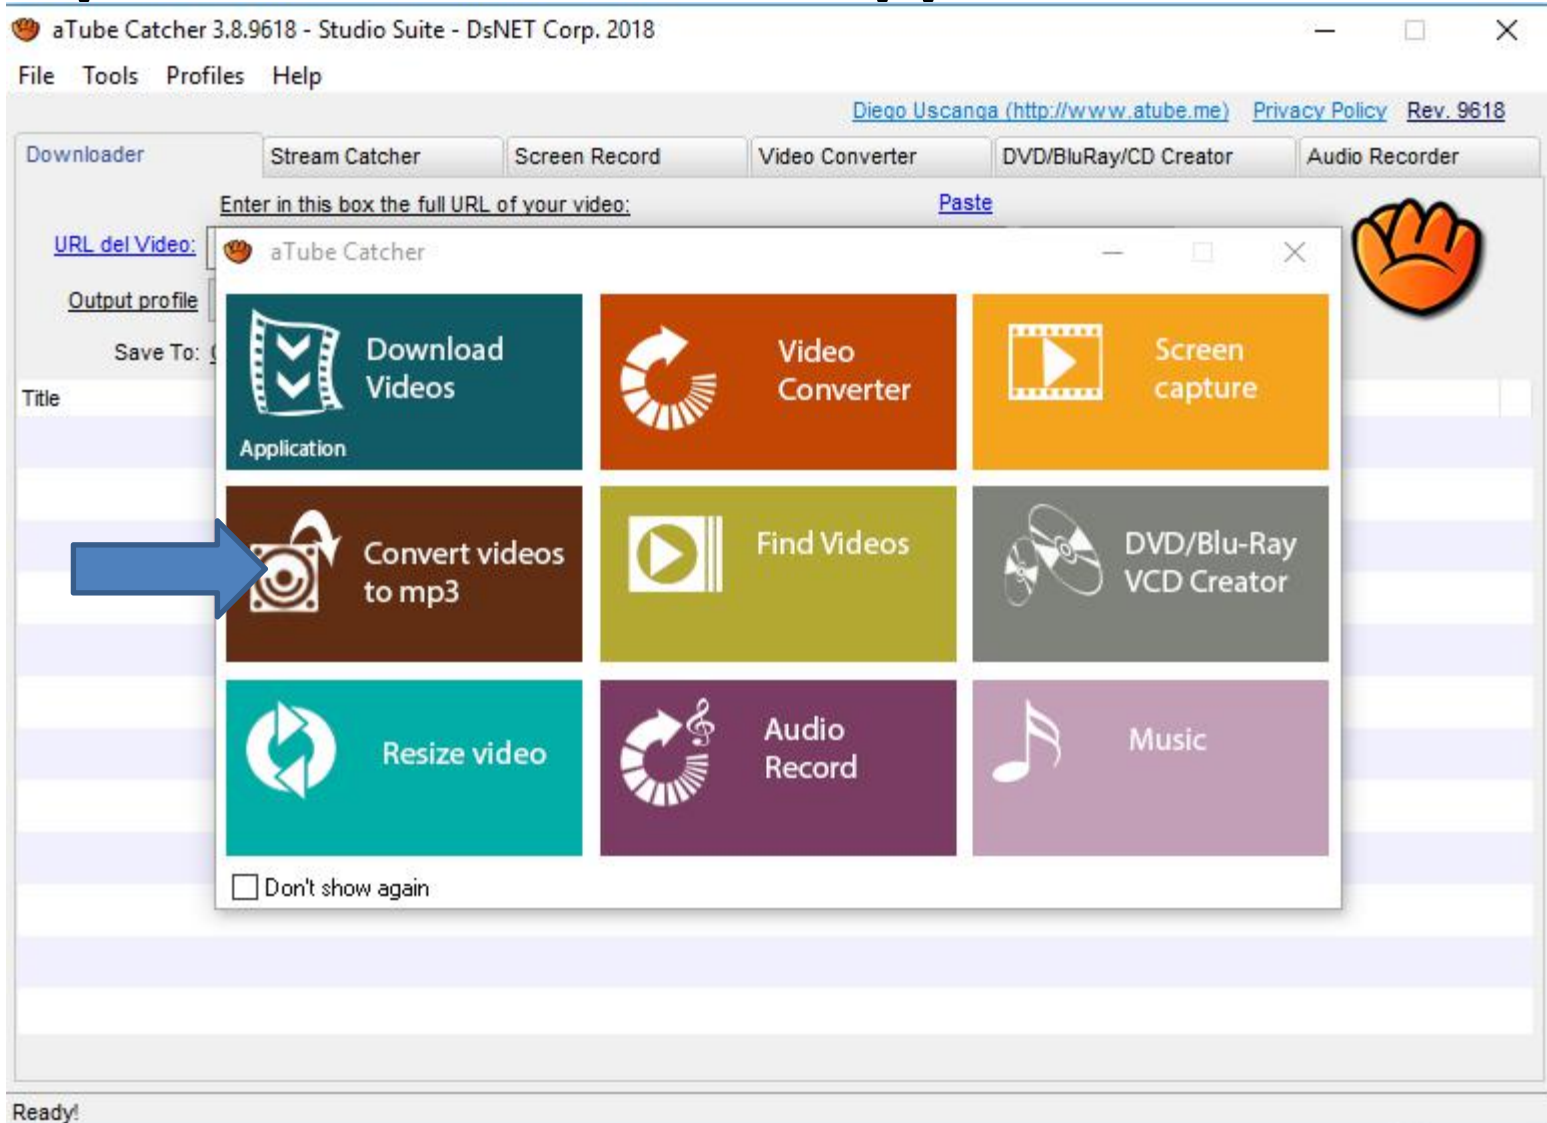 aTube Catcher 3.8.9618 - Studio Suite - DsNET Corp. 2018
File Tools Profiles Help
Diego Uscanga (http://www.atube.me) Privacy Policy Rev. 9618
Downloader Stream Catcher Screen Record Video Converter DVD/BluRay/CD Creator Audio Recorder
Enter in this box the full URL of your video: Paste
URL del Video:
Output profile
Save To:
Title
aTube Catcher
Download
Videos
Application
Video
Converter
Screen
capture
Convert videos
to mp3
Find Videos
DVD/Blu-Ray
VCD Creator
Resize video
Audio
Record
Music
Don't show again
Ready!